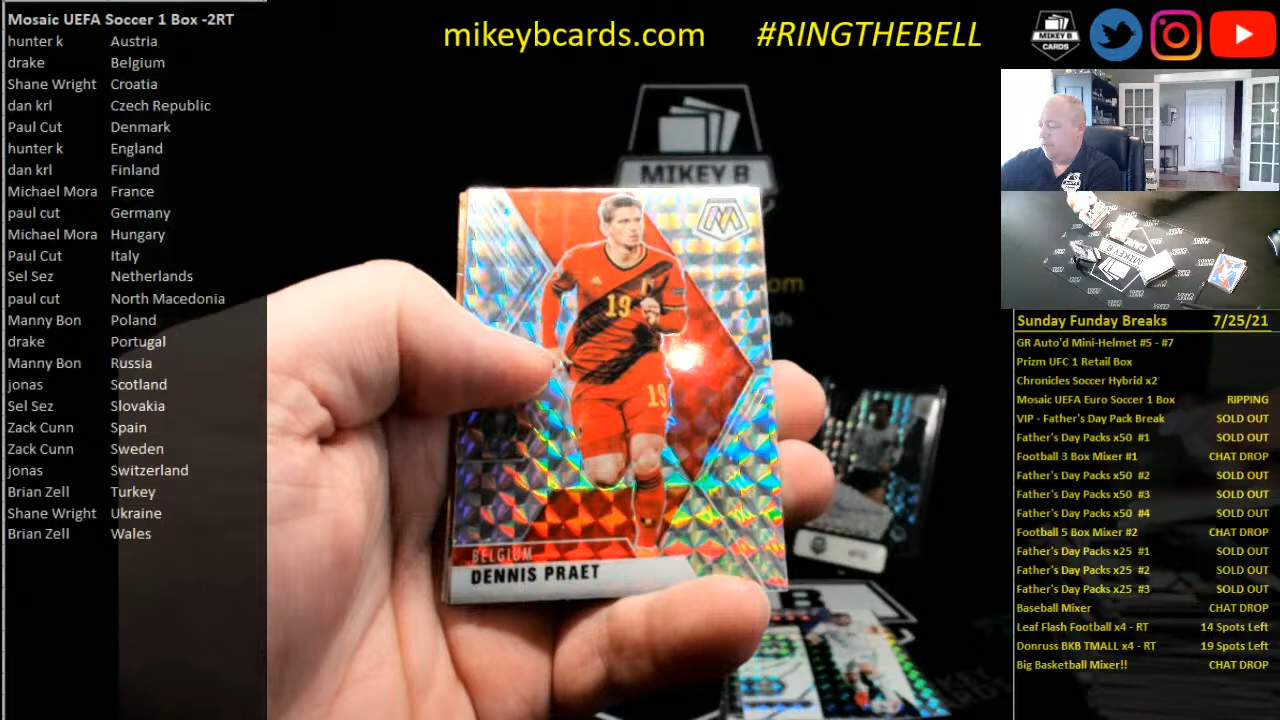 Mosaic UEFA Soccer 1 Box -2RT
hunter k Austria
drake Belgium
Shane Wright Croatia
dan krl Czech Republic
Paul Cut Denmark
hunter k England
dan krl Finland
Michael Mora France
paul cut Germany
Michael Mora Hungary
Paul Cut Italy
Sel Sez Netherlands
paul cut North Macedonia
Manny Bon Poland
drake Portugal
Manny Bon Russia
jonas Scotland
Sel Sez Slovakia
Zack Cunn Spain
Zack Cunn Sweden
jonas Switzerland
Brian Zell Turkey
Shane Wright Ukraine
Brian Zell Wales
mikeybcards.com #RINGTHEBELL
MIKEY B
CARDS
MIKEY B
M
19
19
BELGIUM
DENNIS PRAET
MIKEY B
Sunday Funday Breaks 7/25/21
GR Auto'd Mini-Helmet #5 - #7
Prizm UFC 1 Retail Box
Chronicles Soccer Hybrid x2
Mosaic UEFA Euro Soccer 1 Box RIPPING
VIP - Father's Day Pack Break SOLD OUT
Father's Day Packs x50 #1 SOLD OUT
Football 3 Box Mixer #1 CHAT DROP
Father's Day Packs x50 #2 SOLD OUT
Father's Day Packs x50 #3 SOLD OUT
Father's Day Packs x50 #4 SOLD OUT
Football 5 Box Mixer #2 CHAT DROP
Father's Day Packs x25 #1 SOLD OUT
Father's Day Packs x25 #2 SOLD OUT
Father's Day Packs x25 #3 SOLD OUT
Baseball Mixer CHAT DROP
Leaf Flash Football x4 - RT 14 Spots Left
Donruss BKB TMALL x4 - RT 19 Spots Left
Big Basketball Mixer!! CHAT DROP